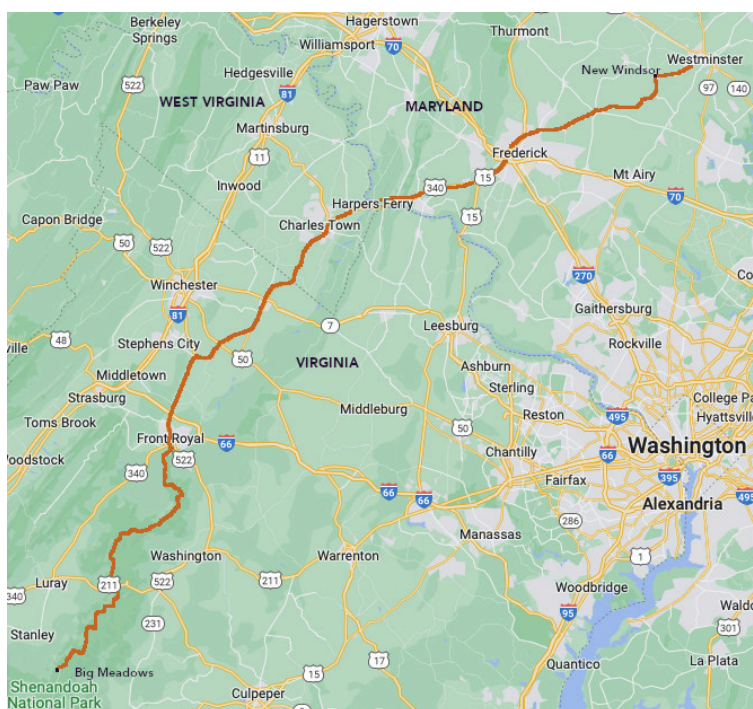 Berkeley
Springs
Hagerstown
Williamsport
70
Thurmont
Westminster
New Windsor
522
Hedgesville
Paw Paw
WEST VIRGINIA
81
MARYLAND
97
140
Martinsburg
11
Frederick
Inwood
340
15
Mt Airy
Harpers Ferry
70
Capon Bridge
Charles Town
15
50
522
270
Winchester
Gaithersburg
81
7
Leesburg
Rockville
48
Stephens City
50
VIRGINIA
Ashburn
Middletown
Sterling
College Pa
Strasburg
495
Hyattsville
Toms Brook
Middleburg
Reston
50
Front Royal
66
Chantilly
66
Washington
oodstock
522
395
340
66
Fairfax
495
66
Alexandria
286
Manassas
Washington
Warrenton
1
Luray
211
522
211
Woodbridge
340
95
Stanley
231
301
Big Meadows
17
La Plata
15
Quantico
Shenandoah
National Park
Culpeper